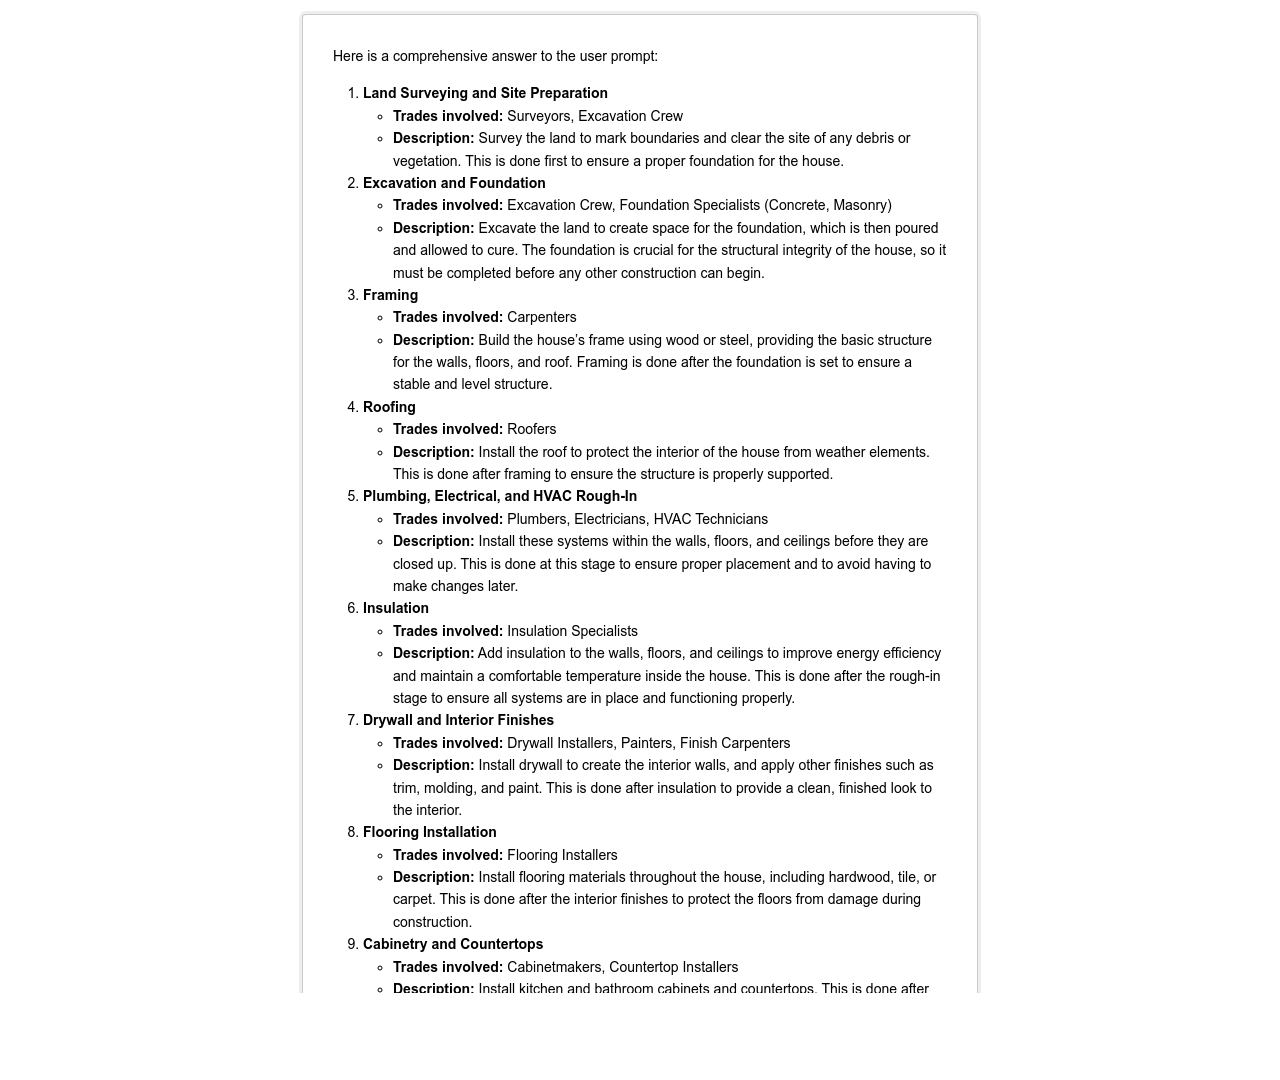 Here is a comprehensive answer to the user prompt:
1. Land Surveying and Site Preparation
◦ Trades involved: Surveyors, Excavation Crew
◦ Description: Survey the land to mark boundaries and clear the site of any debris or
vegetation. This is done first to ensure a proper foundation for the house.
2. Excavation and Foundation
◦ Trades involved: Excavation Crew, Foundation Specialists (Concrete, Masonry)
◦ Description: Excavate the land to create space for the foundation, which is then poured
and allowed to cure. The foundation is crucial for the structural integrity of the house, so it
must be completed before any other construction can begin.
3. Framing
◦ Trades involved: Carpenters
◦ Description: Build the house's frame using wood or steel, providing the basic structure
for the walls, floors, and roof. Framing is done after the foundation is set to ensure a
stable and level structure.
4. Roofing
◦ Trades involved: Roofers
◦ Description: Install the roof to protect the interior of the house from weather elements.
This is done after framing to ensure the structure is properly supported.
5. Plumbing, Electrical, and HVAC Rough-In
◦ Trades involved: Plumbers, Electricians, HVAC Technicians
◦ Description: Install these systems within the walls, floors, and ceilings before they are
closed up. This is done at this stage to ensure proper placement and to avoid having to
make changes later.
6. Insulation
◦ Trades involved: Insulation Specialists
◦ Description: Add insulation to the walls, floors, and ceilings to improve energy efficiency
and maintain a comfortable temperature inside the house. This is done after the rough-in
stage to ensure all systems are in place and functioning properly.
7. Drywall and Interior Finishes
◦ Trades involved: Drywall Installers, Painters, Finish Carpenters
◦ Description: Install drywall to create the interior walls, and apply other finishes such as
trim, molding, and paint. This is done after insulation to provide a clean, finished look to
the interior.
8. Flooring Installation
◦ Trades involved: Flooring Installers
◦ Description: Install flooring materials throughout the house, including hardwood, tile, or
carpet. This is done after the interior finishes to protect the floors from damage during
construction.
9. Cabinetry and Countertops
◦ Trades involved: Cabinetmakers, Countertop Installers
◦ Description: Install kitchen and bathroom cabinets and countertops. This is done after